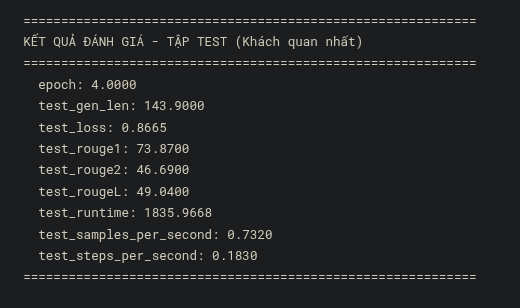 ============================================================
KẾT QUẢ ĐÁNH GIÁ - TẬP TEST (Khách quan nhất)
============================================================
epoch: 4.0000
test_gen_len: 143.9000
test_loss: 0.8665
test_rouge1: 73.8700
test_rouge2: 46.6900
test_rougeL: 49.0400
test_runtime: 1835.9668
test_samples_per_second: 0.7320
test_steps_per_second: 0.1830
============================================================